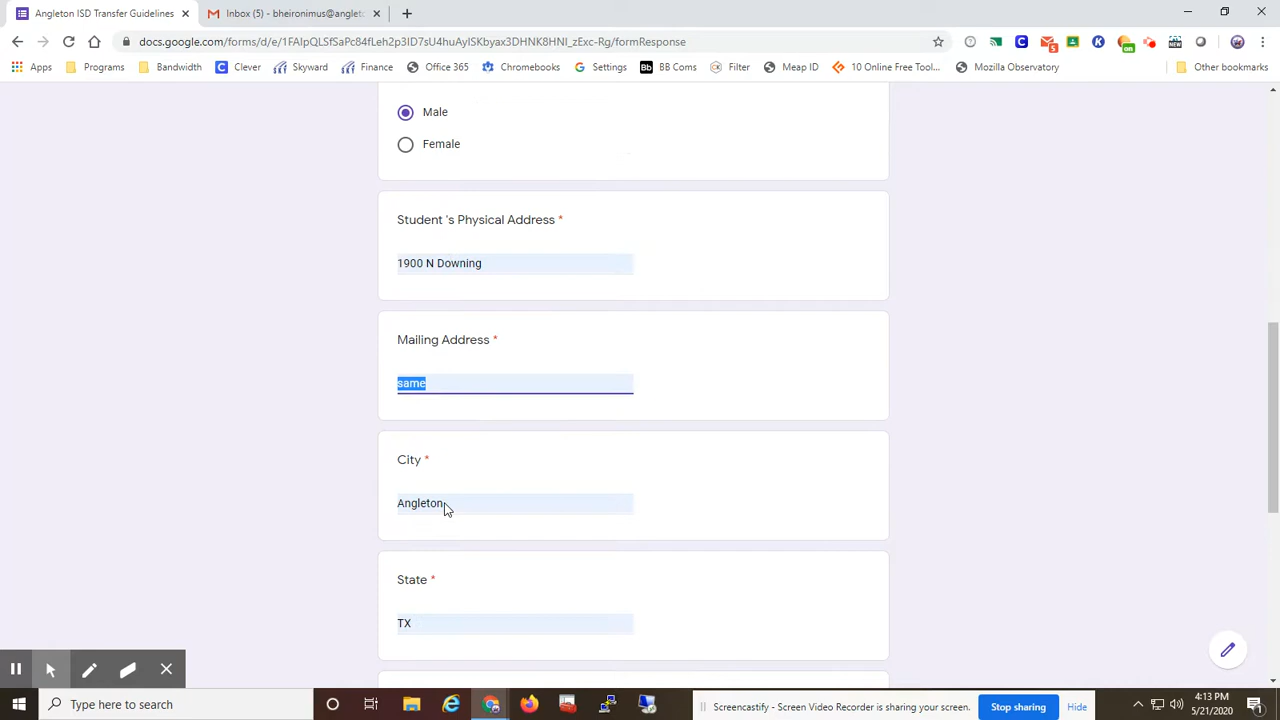 Angleton ISD Transfer Guidelines
Inbox (5) - bheironimus@angleto
docs.google.com/forms/d/e/1FAIpQLSfSaPc84fLeh2p3ID7tU4huAyISKbyax3DHNK8HNI_zExc-Rg/formResponse
Apps
Programs
Bandwidth
Clever
Skyward
Finance
Office 365
Chromebooks
Settings
BB Coms
Filter
Meap ID
10 Online Free Tool...
Mozilla Observatory
Other bookmarks
Male
Female
Student 's Physical Address *
1900 N Downing
Mailing Address *
same
City *
Angleton
State *
TX
Type here to search
Screencastify - Screen Video Recorder is sharing your screen.
Stop sharing
Hide
4:13 PM
5/21/2020